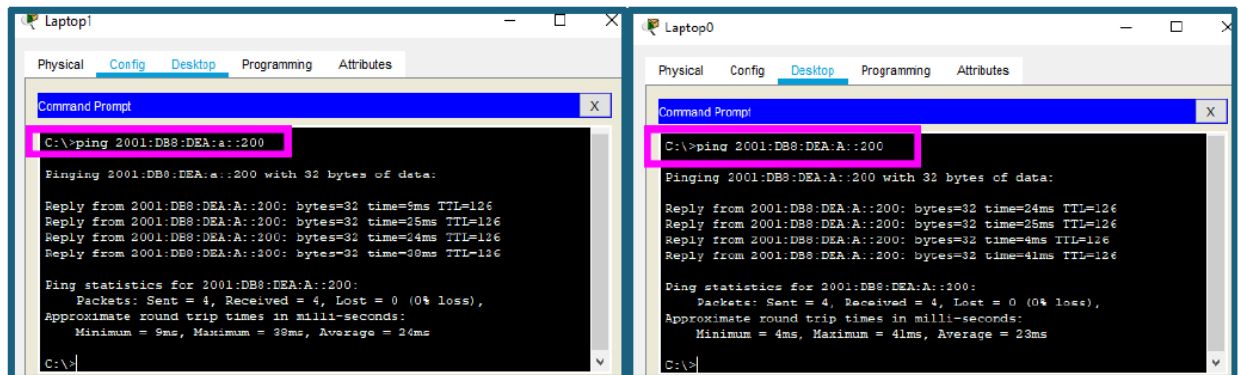 Laptop1
Physical Config Desktop Programming Attributes
Command Prompt X
C:\>ping 2001:DB8:DEA:a::200
Pinging 2001:DB8:DEA:a::200 with 32 bytes of data:
Reply from 2001:DB8:DEA:A::200: bytes=32 time=9ms TTL=126
Reply from 2001:DB8:DEA:A::200: bytes=32 time=25ms TTL=126
Reply from 2001:DB8:DEA:A::200: bytes=32 time=24ms TTL=126
Reply from 2001:DB8:DEA:A::200: bytes=32 time=38ms TTL=126
Ping statistics for 2001:DB8:DEA:A::200:
Packets: Sent = 4, Received = 4, Lost = 0 (0% loss),
Approximate round trip times in milli-seconds:
Minimum = 9ms, Maximum = 38ms, Average = 24ms
C:\>
Laptop0
Physical Config Desktop Programming Attributes
Command Prompt X
C:\>ping 2001:DB8:DEA:A::200
Pinging 2001:DB8:DEA:A::200 with 32 bytes of data:
Reply from 2001:DB8:DEA:A::200: bytes=32 time=24ms TTL=126
Reply from 2001:DB8:DEA:A::200: bytes=32 time=25ms TTL=126
Reply from 2001:DB8:DEA:A::200: bytes=32 time=4ms TTL=126
Reply from 2001:DB8:DEA:A::200: bytes=32 time=41ms TTL=126
Ping statistics for 2001:DB8:DEA:A::200:
Packets: Sent = 4, Received = 4, Lost = 0 (0% loss),
Approximate round trip times in milli-seconds:
Minimum = 4ms, Maximum = 41ms, Average = 23ms
C:\>